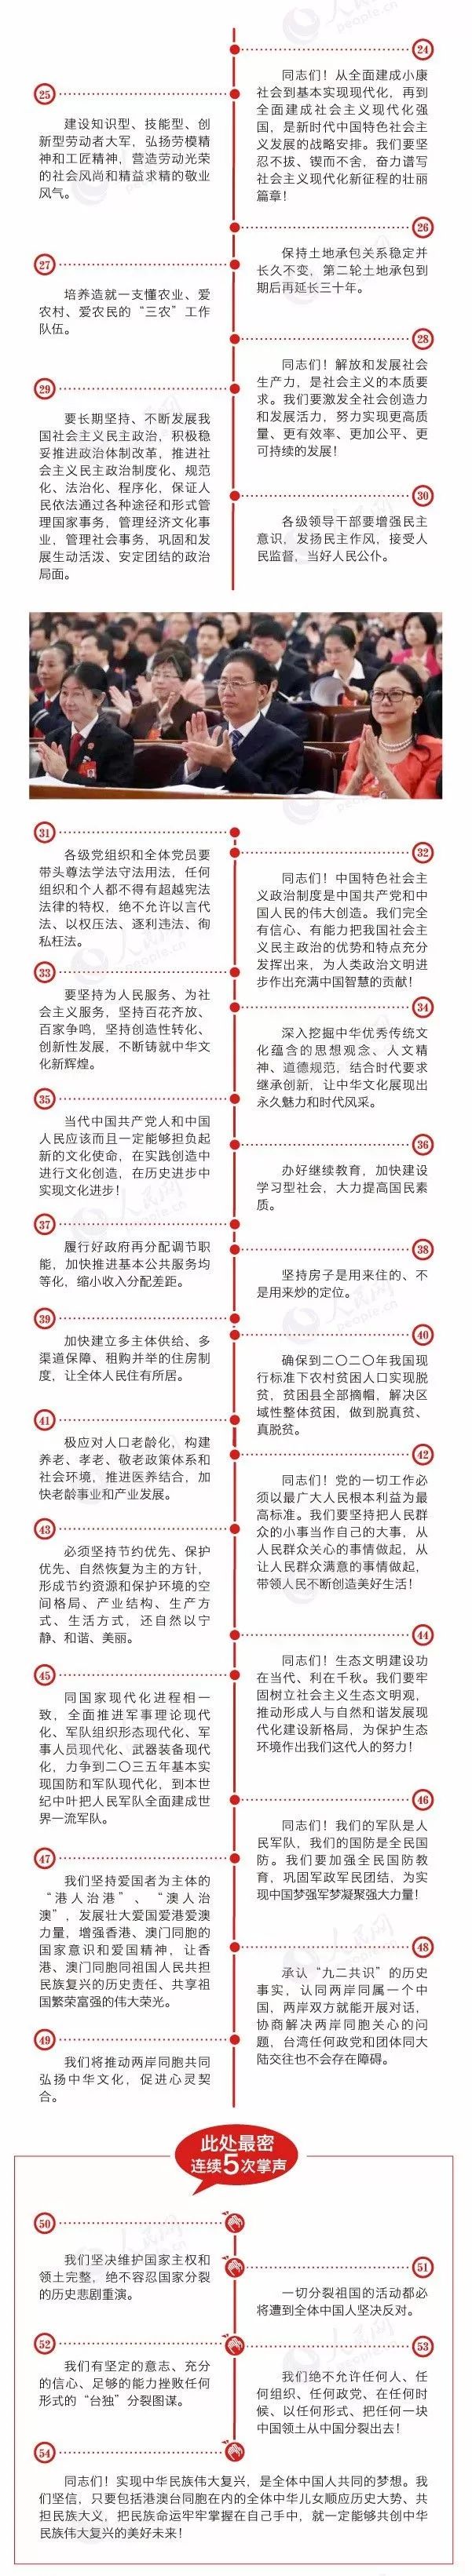 24
同志们！从全面建成小康
社会到基本实现现代化，再到
全面建成社会主义现代化强
国，是新时代中国特色社会主
义发展的战略安排。我们要坚
忍不拔、锲而不舍，奋力谱写
社会主义现代化新征程的壮丽
篇章！
25
建设知识型、技能型、创
新型劳动者大军，弘扬劳模精
神和工匠精神，营造劳动光荣
的社会风尚和精益求精的敬业
风气。
26
保持土地承包关系稳定并
长久不变，第二轮土地承包到
期后再延长三十年。
27
培养造就一支懂农业、爱
农村、爱农民的“三农”工作
队伍。
28
同志们！解放和发展社会
生产力，是社会主义的本质要
求。我们要激发全社会创造力
和发展活力，努力实现更高质
量、更有效率、更加公平、更
可持续的发展！
29
要长期坚持、不断发展我
国社会主义民主政治，积极稳
妥推进政治体制改革，推进社
会主义民主政治制度化、规范
化、法治化、程序化，保证人
民依法通过各种途径和形式管
理国家事务，管理经济文化事
业，管理社会事务，巩固和发
展生动活泼、安定团结的政治
局面。
30
各级领导干部要增强民主
意识，发扬民主作风，接受人
民监督，当好人民公仆。
31
各级党组织和全体党员要
带头尊法学法守法用法，任何
组织和个人都不得有超越宪法
法律的特权，绝不允许以言代
法、以权压法、逐利违法、徇
私枉法。
32
同志们！中国特色社会主
义政治制度是中国共产党和中
国人民的伟大创造。我们完全
有信心、有能力把我国社会主
义民主政治的优势和特点充分
发挥出来，为人类政治文明进
步作出充满中国智慧的贡献！
33
要坚持为人民服务、为社
会主义服务，坚持百花齐放、
百家争鸣，坚持创造性转化、
创新性发展，不断铸就中华文
化新辉煌。
34
深入挖掘中华优秀传统文
化蕴含的思想观念、人文精
神、道德规范，结合时代要求
继承创新，让中华文化展现出
永久魅力和时代风采。
35
当代中国共产党人和中国
人民应该而且一定能够担负起
新的文化使命，在实践创造中
进行文化创造，在历史进步中
实现文化进步！
36
办好继续教育，加快建设
学习型社会，大力提高国民素
质。
37
履行好政府再分配调节职
能，加快推进基本公共服务均
等化，缩小收入分配差距。
38
坚持房子是用来住的、不
是用来炒的定位。
39
加快建立多主体供给、多
渠道保障、租购并举的住房制
度，让全体人民住有所居。
40
确保到二〇二〇年我国现
行标准下农村贫困人口实现脱
贫，贫困县全部摘帽，解决区
域性整体贫困，做到脱真贫、
真脱贫。
41
极应对人口老龄化，构建
养老、孝老、敬老政策体系和
社会环境，推进医养结合，加
快老龄事业和产业发展。
42
同志们！党的一切工作必
须以最广大人民根本利益为最
高标准。我们要坚持把人民群
众的小事当作自己的大事，从
人民群众关心的事情做起，从
让人民群众满意的事情做起，
带领人民不断创造美好生活！
43
必须坚持节约优先、保护
优先、自然恢复为主的方针，
形成节约资源和保护环境的空
间格局、产业结构、生产方
式、生活方式，还自然以宁
静、和谐、美丽。
44
同志们！生态文明建设功
在当代、利在千秋。我们要牢
固树立社会主义生态文明观，
推动形成人与自然和谐发展现
代化建设新格局，为保护生态
环境作出我们这代人的努力！
45
同国家现代化进程相一
致，全面推进军事理论现代
化、军队组织形态现代化、军
事人员现代化、武器装备现代
化，力争到二〇三五年基本实
现国防和军队现代化，到本世
纪中叶把人民军队全面建成世
界一流军队。
46
同志们！我们的军队是人
民军队，我们的国防是全民国
防。我们要加强全民国防教
育，巩固军政军民团结，为实
现中国梦强军梦凝聚强大力量！
47
我们坚持爱国者为主体的
“港人治港”、“澳人治
澳”，发展壮大爱国爱港爱澳
力量，增强香港、澳门同胞的
国家意识和爱国精神，让香
港、澳门同胞同祖国人民共担
民族复兴的历史责任、共享祖
国繁荣富强的伟大荣光。
48
承认“九二共识”的历史
事实，认同两岸同属一个中
国，两岸双方就能开展对话，
协商解决两岸同胞关心的问
题，台湾任何政党和团体同大
陆交往也不会存在障碍。
49
我们将推动两岸同胞共同
弘扬中华文化，促进心灵契
合。
此处最密
连续5次掌声
50
我们坚决维护国家主权和
领土完整，绝不容忍国家分裂
的历史悲剧重演。
51
一切分裂祖国的活动都必
将遭到全体中国人坚决反对。
52
我们有坚定的意志、充分
的信心、足够的能力挫败任何
形式的“台独”分裂图谋。
53
我们绝不允许任何人、任
何组织、任何政党、在任何时
候、以任何形式、把任何一块
中国领土从中国分裂出去！
54
同志们！实现中华民族伟大复兴，是全体中国人共同的梦想。我
们坚信，只要包括港澳台同胞在内的全体中华儿女顺应历史大势、共
担民族大义，把民族命运牢牢掌握在自己手中，就一定能够共创中华
民族伟大复兴的美好未来！